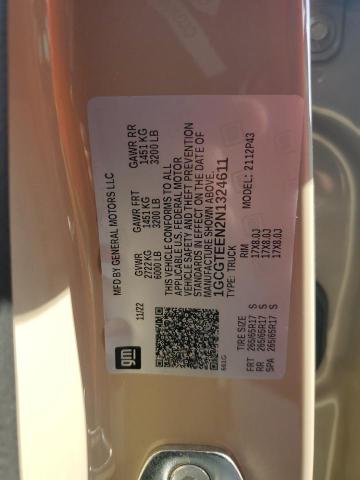 MFD BY GENERAL MOTORS LLC
11/22 GVWR GAWR FRT GAWR RR
2722 KG 1451 KG 1451 KG
6000 LB 3200 LB 3200 LB
THIS VEHICLE CONFORMS TO ALL
APPLICABLE U.S. FEDERAL MOTOR
VEHICLE SAFETY AND THEFT PREVENTION
STANDARDS IN EFFECT ON THE DATE OF
MANUFACTURE SHOWN ABOVE.
1GCGTEEN2N1324611
TYPE: TRUCK MODEL: 2112P43
gm
TIRE SIZE RIM
FRT 265/65R17 S 17X8.0J
RR 265/65R17 S 17X8.0J
SPA 265/65R17 S 17X8.0J